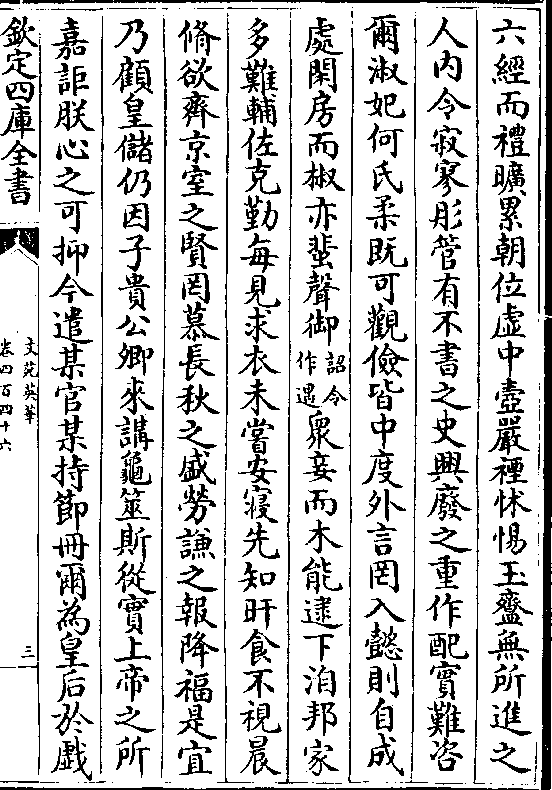 六經而禮曠累朝位虚中壼嚴禋怵惕玉齍無所進之
人内令寂寥彤管有不書之史興廢之重作配實難咨
爾淑妃何氏柔既可觀儉皆中度外言罔入懿則自成
處閑房而椒亦蜚聲御詔令作遇衆妾而木能逮下洎邦家
多難輔佐克勤每見求衣未嘗安寢先知旰食不視晨
脩欲齊京室之賢罔慕長秋之盛勞謙之報降福是宜
乃顧皇儲仍因子貴公卿來講龜筮斯從實上帝之所
嘉詎朕心之可抑今遣某官某持節冊爾為皇后於戲
欽定四庫全書
文苑英華
卷四百四十六
三